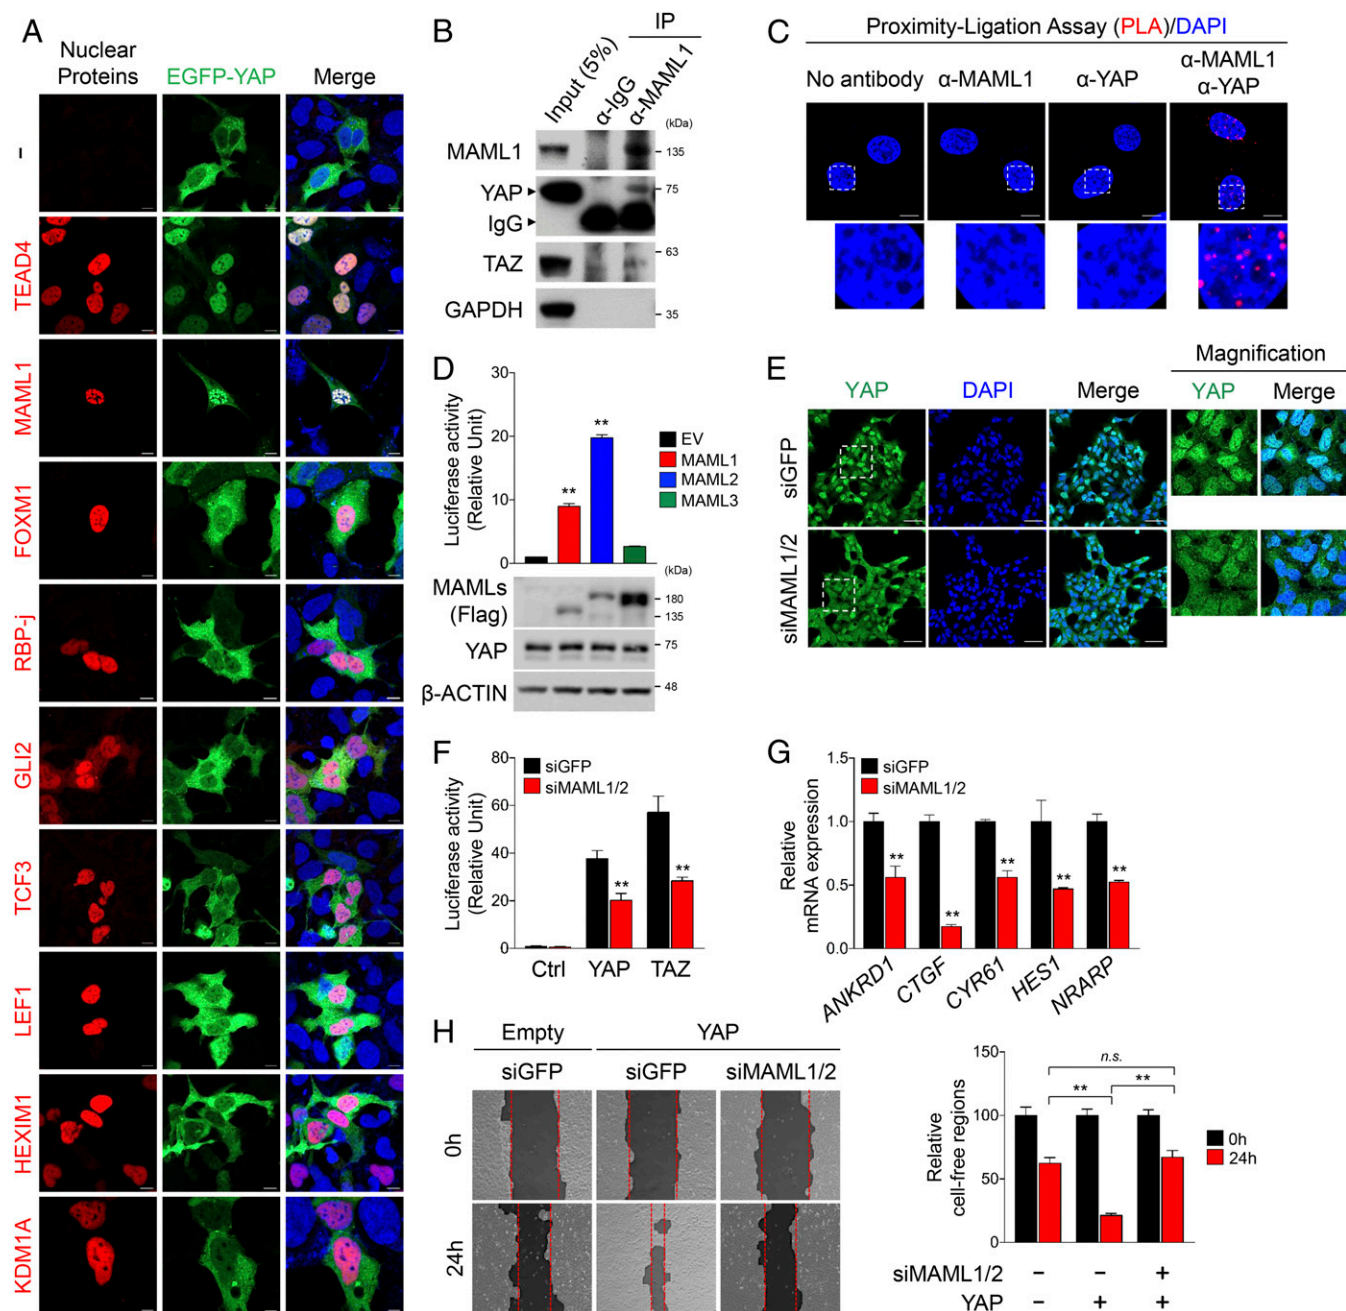 A
Nuclear
Proteins
EGFP-YAP
Merge
–
TEAD4
MAML1
FOXM1
RBP-j
GLI2
TCF3
LEF1
HEXIM1
KDM1A
B
IP
Input (5%)
α-IgG
α-MAML1
(kDa)
MAML1
135
YAP
75
IgG
TAZ
63
52
GAPDH
35
C
Proximity-Ligation Assay (PLA)/DAPI
No antibody
α-MAML1
α-YAP
α-MAML1
α-YAP
D
Luciferase activity
(Relative Unit)
30
20
10
0
**
**
EV
MAML1
MAML2
MAML3
(kDa)
MAMLs
(Flag)
180
135
YAP
75
β-ACTIN
48
E
YAP
DAPI
Merge
Magnification
YAP
Merge
siGFP
siMAML1/2
F
Luciferase activity
(Relative Unit)
80
60
40
20
0
siGFP
siMAML1/2
**
**
Ctrl
YAP
TAZ
G
Relative
mRNA expression
1.5
1.0
0.5
0.0
siGFP
siMAML1/2
**
**
**
**
**
ANKRD1
CTGF
CYR61
HES1
NRARP
H
Empty
YAP
siGFP
siGFP
siMAML1/2
0h
24h
Relative
cell-free regions
150
100
50
0
n.s.
**
**
0h
24h
siMAML1/2
–
–
+
YAP
–
+
+